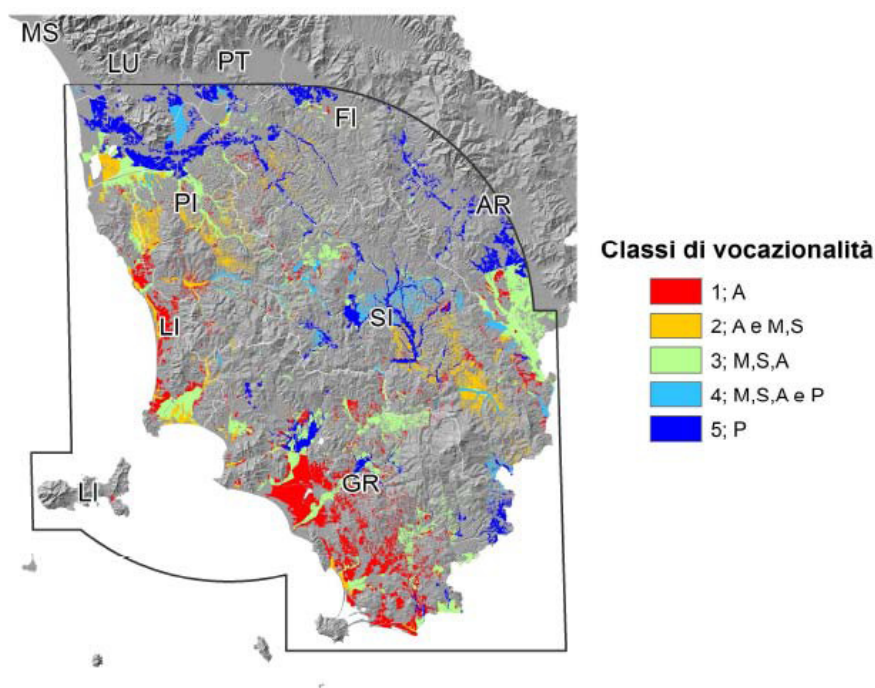 MS
LU
PT
FI
PI
AR
LI
SI
LI
GR
Classi di vocazionalità
1; A
2; A e M,S
3; M,S,A
4; M,S,A e P
5; P